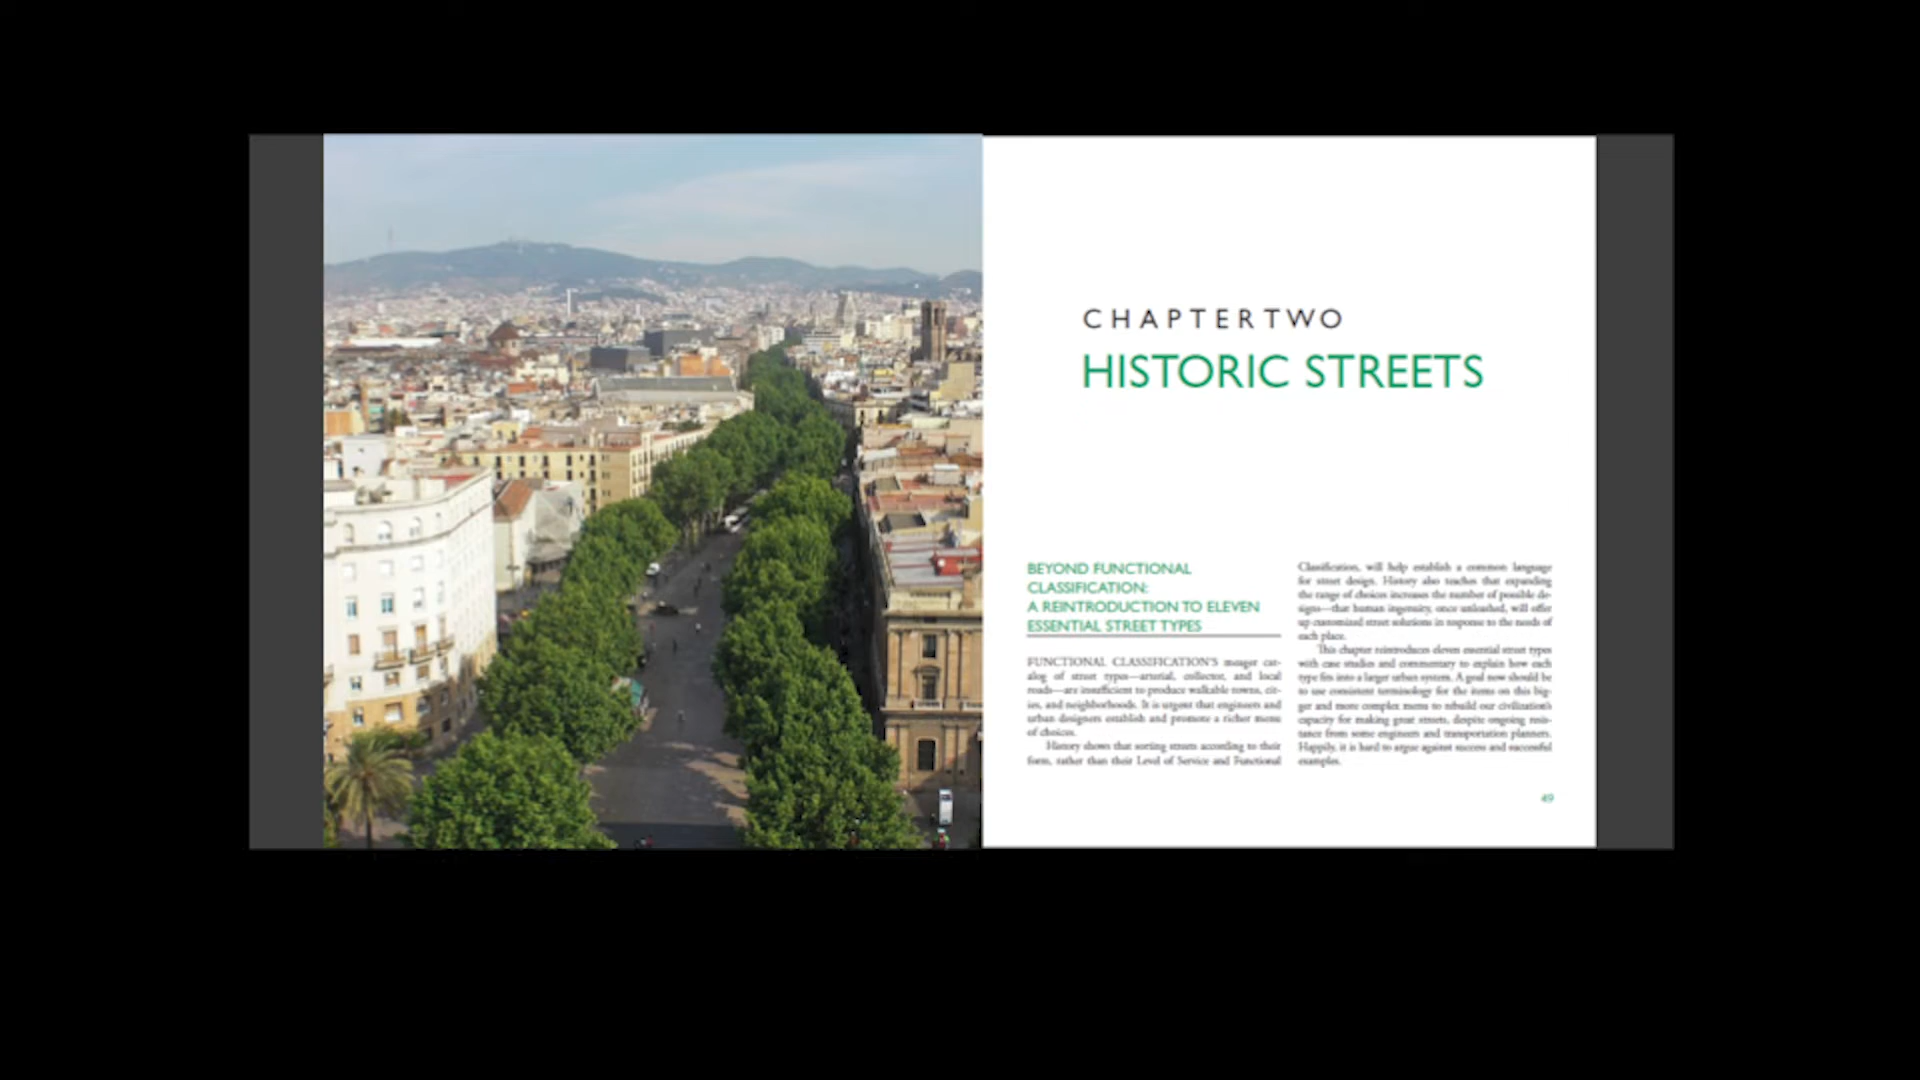 CHAPTER TWO
HISTORIC STREETS
BEYOND FUNCTIONAL
CLASSIFICATION:
A REINTRODUCTION TO ELEVEN
ESSENTIAL STREET TYPES
FUNCTIONAL CLASSIFICATION'S meager cat-
alog of street types—arterial, collector, and local
roads—are insufficient to produce walkable towns, cit-
ies, and neighborhoods. It is urgent that engineers and
urban designers establish and promote a richer menu
of choices.
History shows that sorting streets according to their
form, rather than their Level of Service and Functional
Classification, will help establish a common language
for street design. History also teaches that expanding
the range of choices increases the number of possible de-
signs—that human ingenuity, once unleashed, will offer
up customized street solutions in response to the needs of
each place.
This chapter reintroduces eleven essential street types
with case studies and commentary to explain how each
type fits into a larger urban system. A goal now should be
to use consistent terminology for the items on this big-
ger and more complex menu to rebuild our civilization's
capacity for making great streets, despite ongoing resis-
tance from some engineers and transportation planners.
Happily, it is hard to argue against success and successful
examples.
49